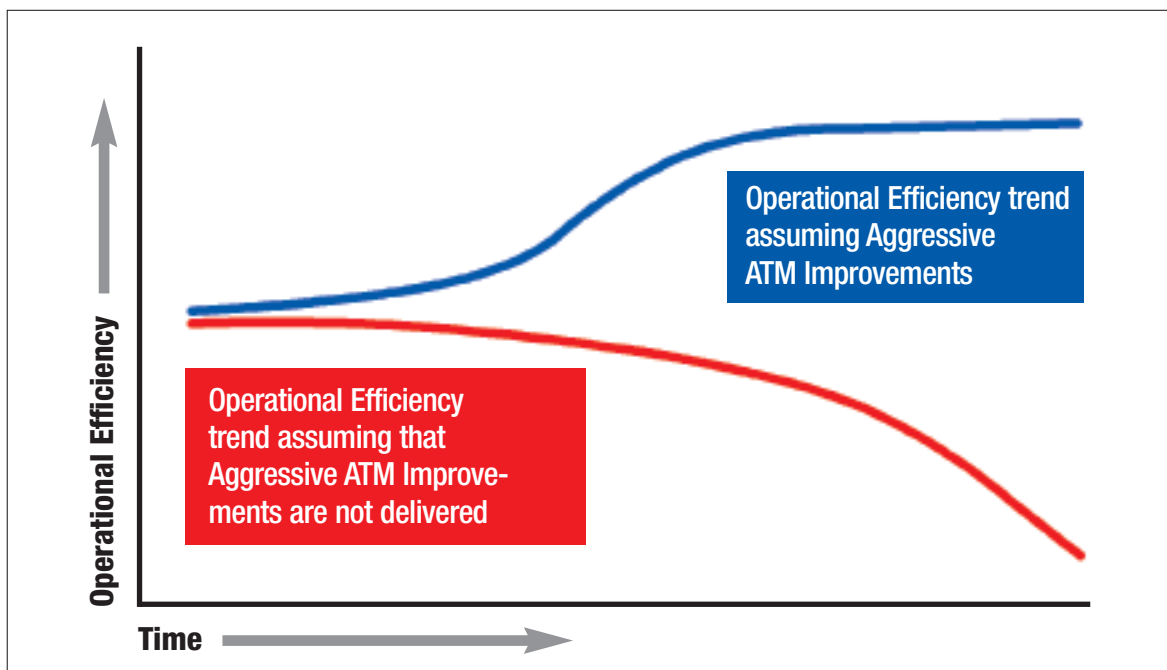 Operational Efficiency
Operational Efficiency trend
assuming Aggressive
ATM Improvements
Operational Efficiency
trend assuming that
Aggressive ATM Improve-
ments are not delivered
Time